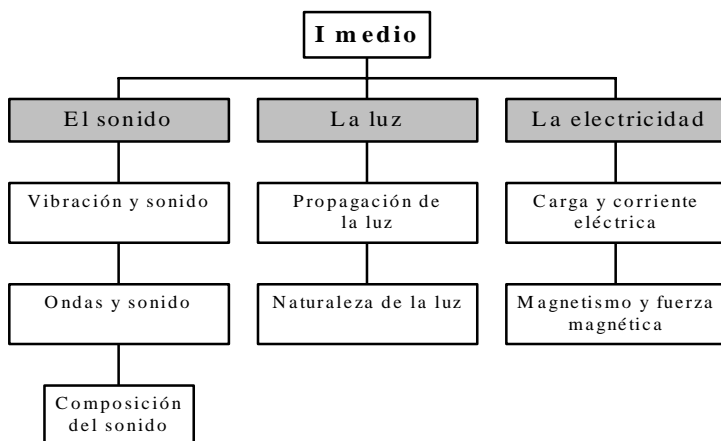 I medio
El sonido
La luz
La electricidad
Vibración y sonido
Propagación de
la luz
Carga y corriente
eléctrica
Ondas y sonido
Naturaleza de la luz
Magnetismo y fuerza
magnética
Composición
del sonido